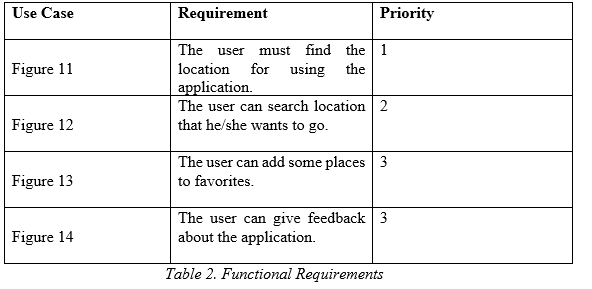 Use Case Requirement Priority
The user must find the 1
Figure 11 location for using the
application.
The user can search location 2
Figure 12 that he/she wants to go.
The user can add some places 3
Figure 13 to favorites.
The user can give feedback 3
Figure 14 about the application.
Table 2. Functional Requirements